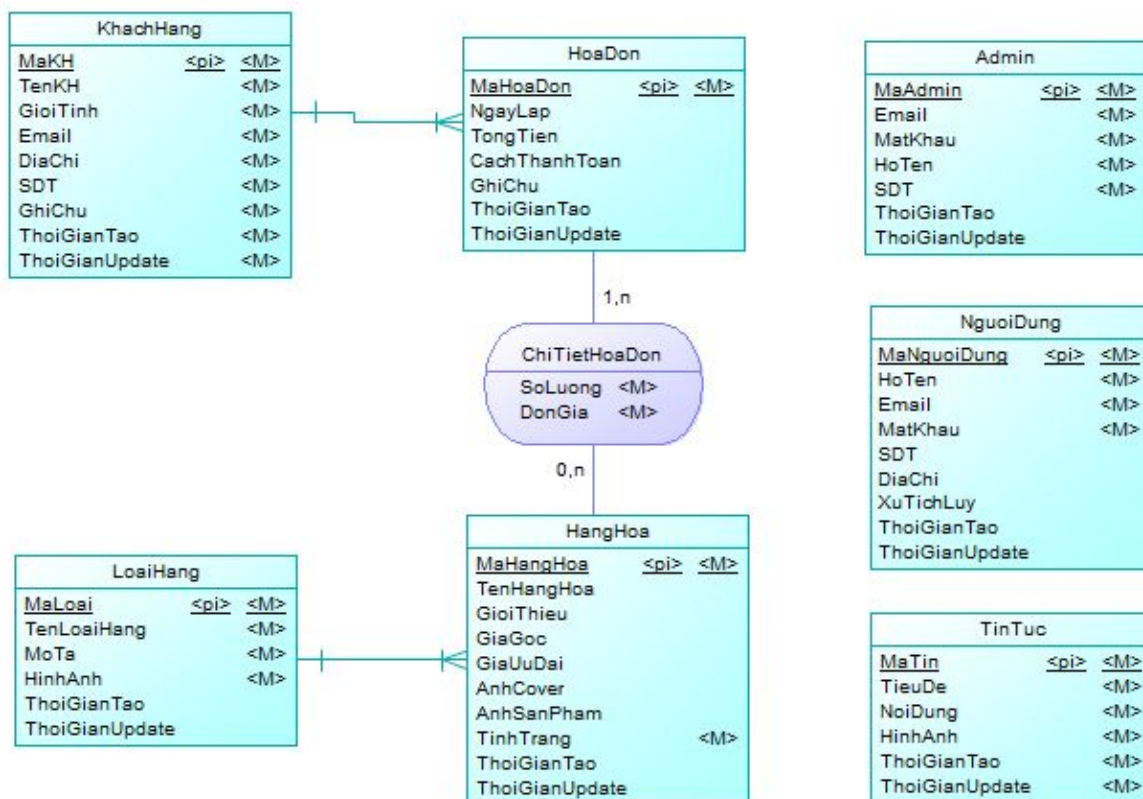 KhachHang
MaKH <pi> <M>
TenKH <M>
GioiTinh <M>
Email <M>
DiaChi <M>
SDT <M>
GhiChu <M>
ThoiGianTao <M>
ThoiGianUpdate <M>
HoaDon
MaHoaDon <pi> <M>
NgayLap
TongTien
CachThanhToan
GhiChu
ThoiGianTao
ThoiGianUpdate
Admin
MaAdmin <pi> <M>
Email <M>
MatKhau <M>
HoTen <M>
SDT <M>
ThoiGianTao
ThoiGianUpdate
1,n
ChiTietHoaDon
SoLuong <M>
DonGia <M>
0,n
NguoiDung
MaNguoiDung <pi> <M>
HoTen <M>
Email <M>
MatKhau <M>
SDT
DiaChi
XuTichLuy
ThoiGianTao
ThoiGianUpdate
LoaiHang
MaLoai <pi> <M>
TenLoaiHang <M>
MoTa <M>
HinhAnh <M>
ThoiGianTao
ThoiGianUpdate
HangHoa
MaHangHoa <pi> <M>
TenHangHoa
GioiThieu
GiaGoc
GiaUuDai
AnhCover
AnhSanPham
TinhTrang <M>
ThoiGianTao
ThoiGianUpdate
TinTuc
MaTin <pi> <M>
TieuDe <M>
NoiDung <M>
HinhAnh <M>
ThoiGianTao <M>
ThoiGianUpdate <M>